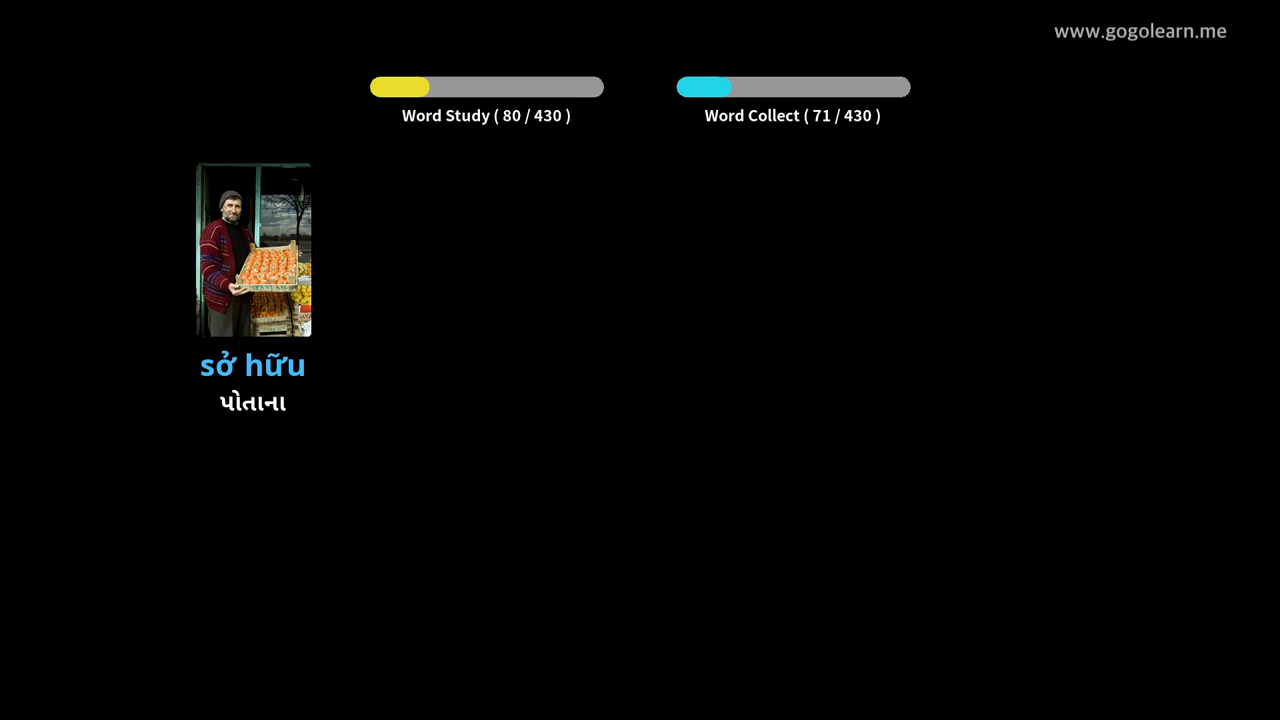 www.gogolearn.me
Word Study ( 80 / 430 )
Word Collect ( 71 / 430 )
sở hữu
પોતાના